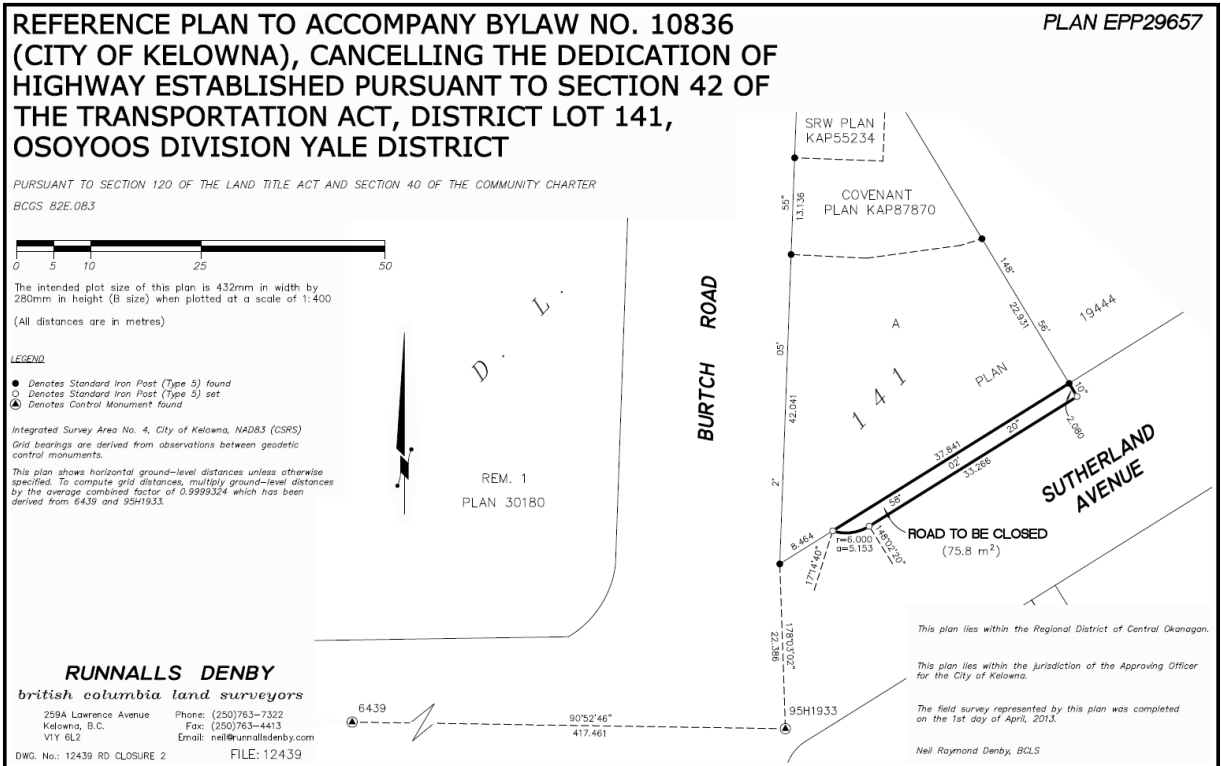 REFERENCE PLAN TO ACCOMPANY BYLAW NO. 10836
(CITY OF KELOWNA), CANCELLING THE DEDICATION OF
HIGHWAY ESTABLISHED PURSUANT TO SECTION 42 OF
THE TRANSPORTATION ACT, DISTRICT LOT 141,
OSOYOOS DIVISION YALE DISTRICT
PLAN EPP29657
PURSUANT TO SECTION 120 OF THE LAND TITLE ACT AND SECTION 40 OF THE COMMUNITY CHARTER
BCGS 82E.083
0 5 10 25 50
The intended plot size of this plan is 432mm in width by
280mm in height (B size) when plotted at a scale of 1:400
(All distances are in metres)
LEGEND
Denotes Standard Iron Post (Type 5) found
Denotes Standard Iron Post (Type 5) set
Denotes Control Monument found
Integrated Survey Area No. 4, City of Kelowna, NAD83 (CSRS)
Grid bearings are derived from observations between geodetic
control monuments.
This plan shows horizontal ground-level distances unless otherwise
specified. To compute grid distances, multiply ground-level distances
by the average combined factor of 0.9999324 which has been
derived from 6439 and 95H1933.
SRW PLAN
KAP55234
COVENANT
PLAN KAP87870
55"
13.136
148°
22.931
56'
19444
10"
A
D. L.
141
PLAN
BURTCH ROAD
05'
42.041
2°
REM. 1
PLAN 30180
37.841
20"
02'
33.266
58°
2.080
SUTHERLAND
AVENUE
ROAD TO BE CLOSED
(75.8 m²)
8.464
r=6.000
a=5.153
17°14'40"
148°02'20"
178°03'02"
22.386
6439
90°52'46"
417.461
95H1933
This plan lies within the Regional District of Central Okanagan.
This plan lies within the jurisdiction of the Approving Officer
for the City of Kelowna.
The field survey represented by this plan was completed
on the 1st day of April, 2013.
Neil Raymond Denby, BCLS
RUNNALLS DENBY
british columbia land surveyors
259A Lawrence Avenue Phone: (250)763-7322
Kelowna, B.C. Fax: (250)763-4413
V1Y 6L2 Email: neil@runnallsdenby.com
DWG. No.: 12439 RD CLOSURE 2 FILE: 12439